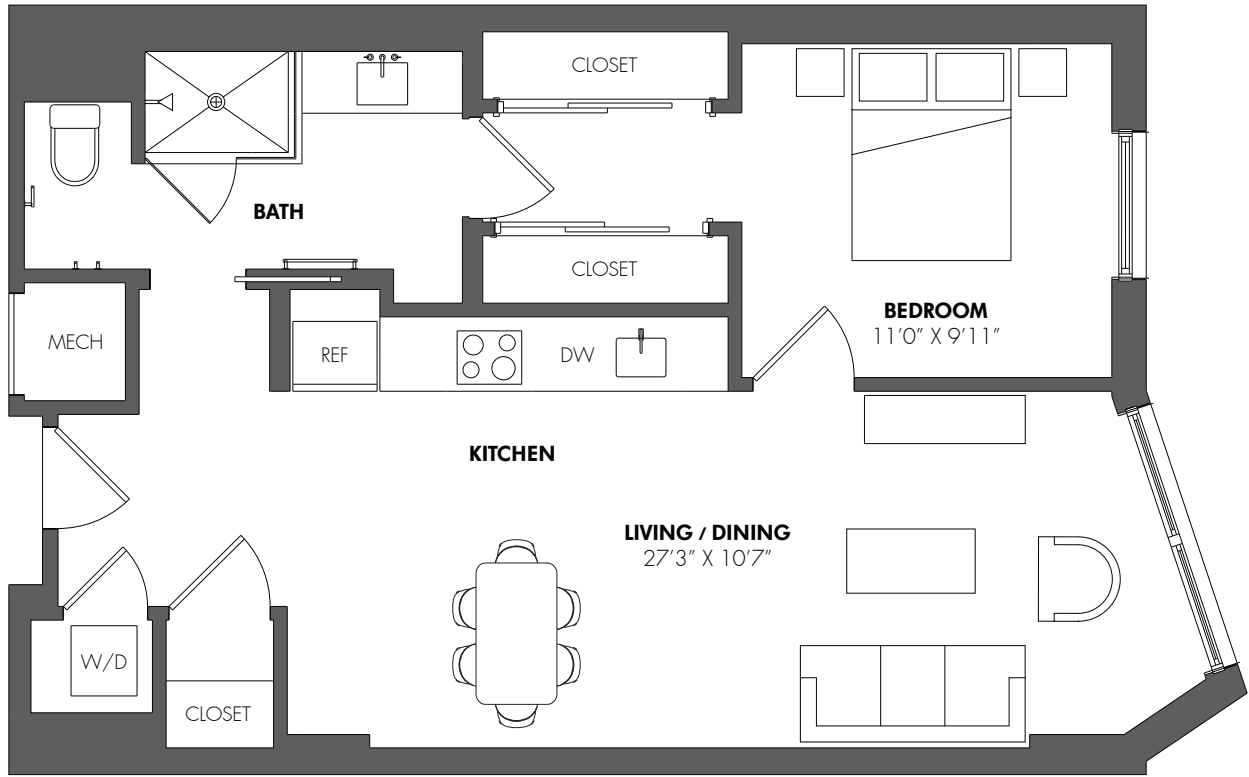 CLOSET
BATH
CLOSET
BEDROOM
11'0" X 9'11"
MECH
REF
DW
KITCHEN
LIVING / DINING
27'3" X 10'7"
W/D
CLOSET